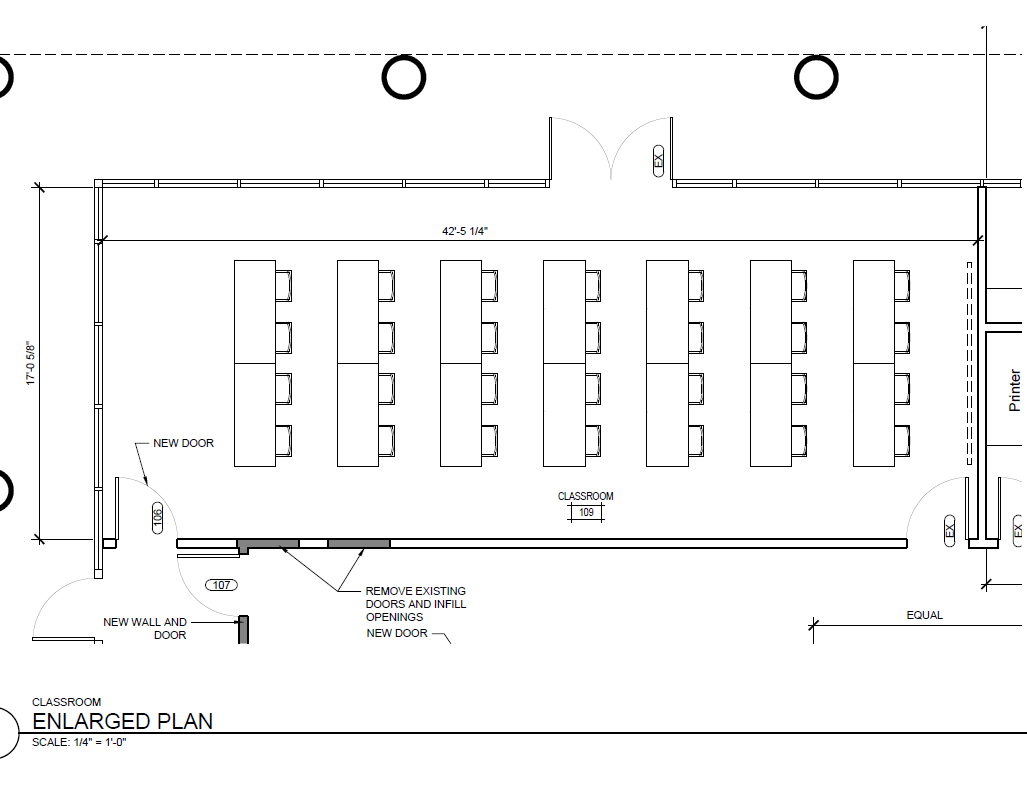 EX
42'-5 1/4"
17'-0 5/8"
Printer
NEW DOOR
CLASSROOM
109
106
EX
EX
107
REMOVE EXISTING
DOORS AND INFILL
OPENINGS
NEW WALL AND
DOOR
NEW DOOR
EQUAL
CLASSROOM
ENLARGED PLAN
SCALE: 1/4" = 1'-0"